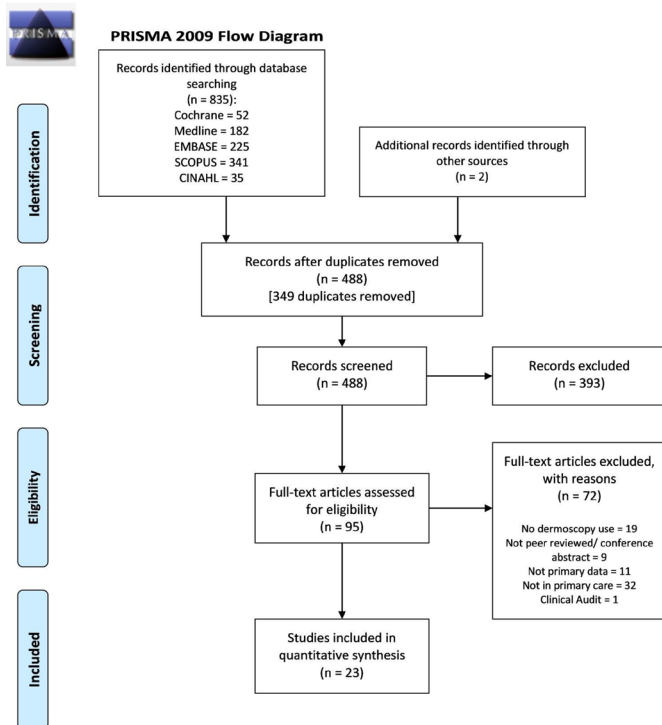 PRISMA
PRISMA 2009 Flow Diagram
Identification
Records identified through database
searching
(n = 835):
Cochrane = 52
Medline = 182
EMBASE = 225
SCOPUS = 341
CINAHL = 35
Additional records identified through
other sources
(n = 2)
Records after duplicates removed
(n = 488)
[349 duplicates removed]
Screening
Records screened
(n = 488)
Records excluded
(n = 393)
Eligibility
Full-text articles assessed
for eligibility
(n = 95)
Full-text articles excluded,
with reasons
(n = 72)
No dermoscopy use = 19
Not peer reviewed/ conference
abstract = 9
Not primary data = 11
Not in primary care = 32
Clinical Audit = 1
Included
Studies included in
quantitative synthesis
(n = 23)